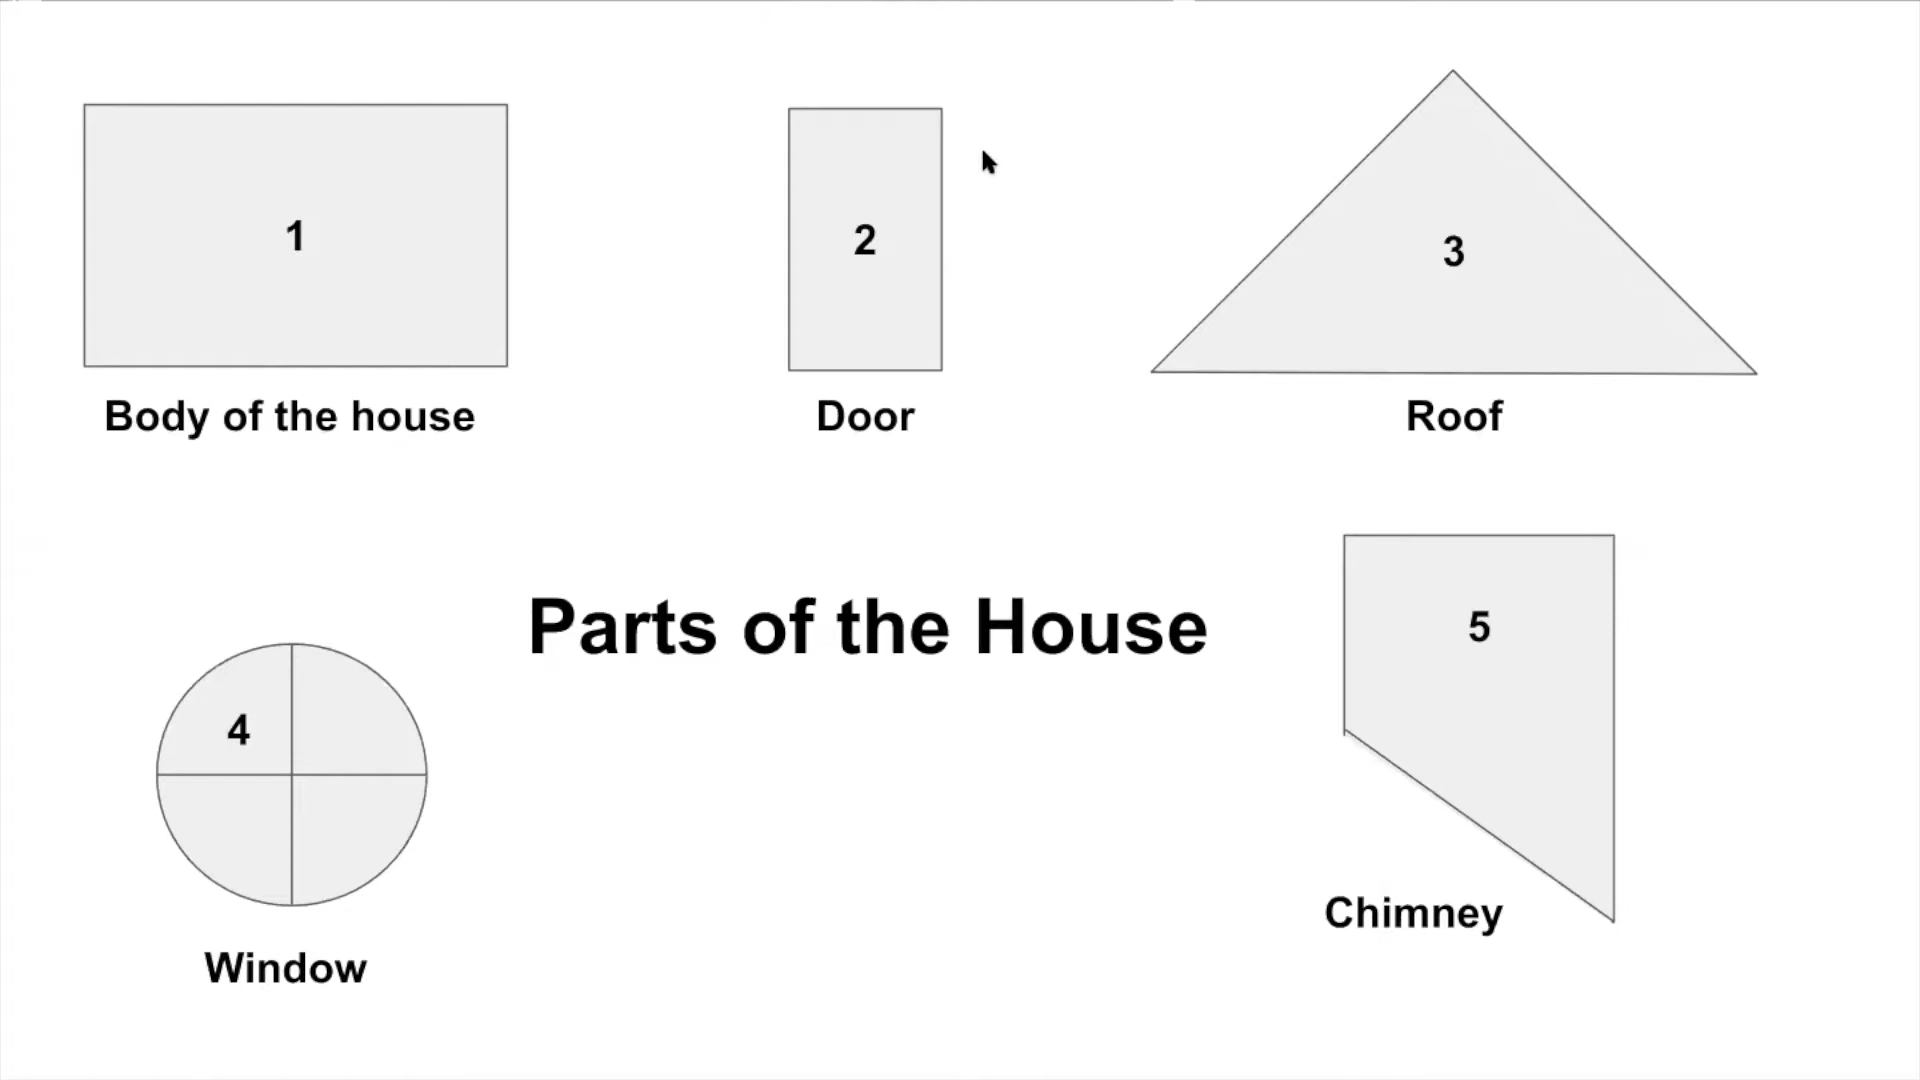 1
2
3
Body of the house
Door
Roof
Parts of the House
5
4
Chimney
Window